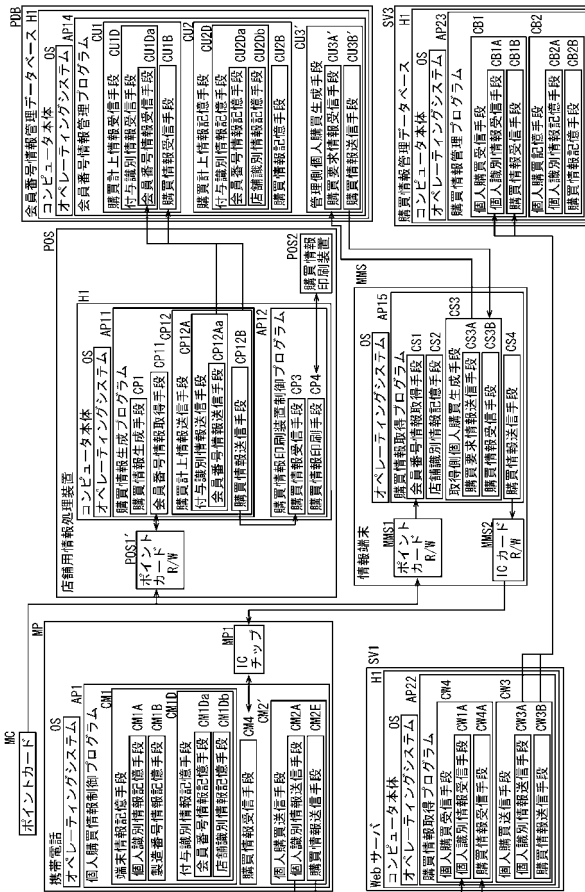 MC
ポイントカード
携帯電話
MP
OS
オペレーティングシステム
AP1
個人購買情報制御プログラム
CM1
端末情報記憶手段
CM1A
個人識別情報記憶手段
CM1B
製造番号情報記憶手段
CM1D
付与識別情報記憶手段
CM1Da
会員番号情報記憶手段
CM1Db
店舗識別情報記憶手段
CM4
購買情報受信手段
CM2'
個人購買送信手段
CM2A
個人識別情報送信手段
CM2E
購買情報送信手段
MP1
IC
チップ
店舗用情報処理装置
POS
POS1'
ポイント
カード
R/W
H1
コンピュータ本体
OS
オペレーティングシステム
AP11
購買情報生成プログラム
CP1
購買情報生成手段
CP11
会員番号情報取得手段
CP12
購買計上情報送信手段
CP12A
付与識別情報送信手段
CP12Aa
会員番号情報送信手段
CP12B
購買情報送信手段
AP12
購買情報印刷装置制御プログラム
CP3
購買情報受信手段
CP4
購買情報印刷手段
POS2
購買情報
印刷装置
PDB
会員番号情報管理データベース
H1
コンピュータ本体
OS
オペレーティングシステム
AP14
会員番号情報管理プログラム
CU1
購買計上情報受信手段
CU1D
付与識別情報受信手段
CU1Da
会員番号情報受信手段
CU1B
購買情報受信手段
CU2
購買計上情報記憶手段
CU2D
付与識別情報記憶手段
CU2Da
会員番号情報記憶手段
CU2Db
店舗識別情報記憶手段
CU2B
購買情報記憶手段
CU3'
管理側個人購買生成手段
CU3A'
購買要求情報受信手段
CU3B'
購買情報送信手段
情報端末
MMS
MMS1
ポイント
カード
R/W
MMS2
ICカード
R/W
OS
オペレーティングシステム
AP15
購買情報取得プログラム
CS1
会員番号情報取得手段
CS2
店舗識別情報記憶手段
CS3
取得側個人購買生成手段
CS3A
購買要求情報送信手段
CS3B
購買情報受信手段
CS4
購買情報送信手段
Webサーバ
SV1
H1
コンピュータ本体
OS
オペレーティングシステム
AP22
購買情報取得プログラム
CW4
個人購買受信手段
CW1A
個人識別情報受信手段
CW4A
購買情報受信手段
CW3
個人購買送信手段
CW3A
個人識別情報送信手段
CW3B
購買情報送信手段
SV3
購買情報管理データベース
H1
コンピュータ本体
OS
オペレーティングシステム
AP23
購買情報管理プログラム
CB1
個人購買受信手段
CB1A
個人識別情報受信手段
CB1B
購買情報受信手段
CB2
個人購買記憶手段
CB2A
個人識別情報記憶手段
CB2B
購買情報記憶手段